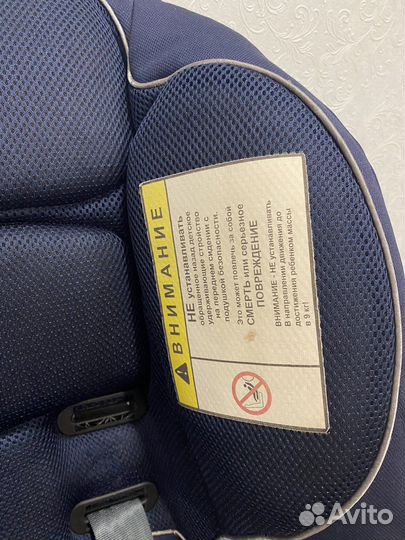 ВНИМАНИЕ
НЕ устанавливать
обращенное назад детское
удерживающее устройство
на переднем сидении с
подушкой безопасности.
Это может повлечь за собой
СМЕРТЬ или серьезное
ПОВРЕЖДЕНИЕ
ВНИМАНИЕ - НЕ устанавливать
В направлении движения до
достижения ребенком массы
в 9 кг!
Avito